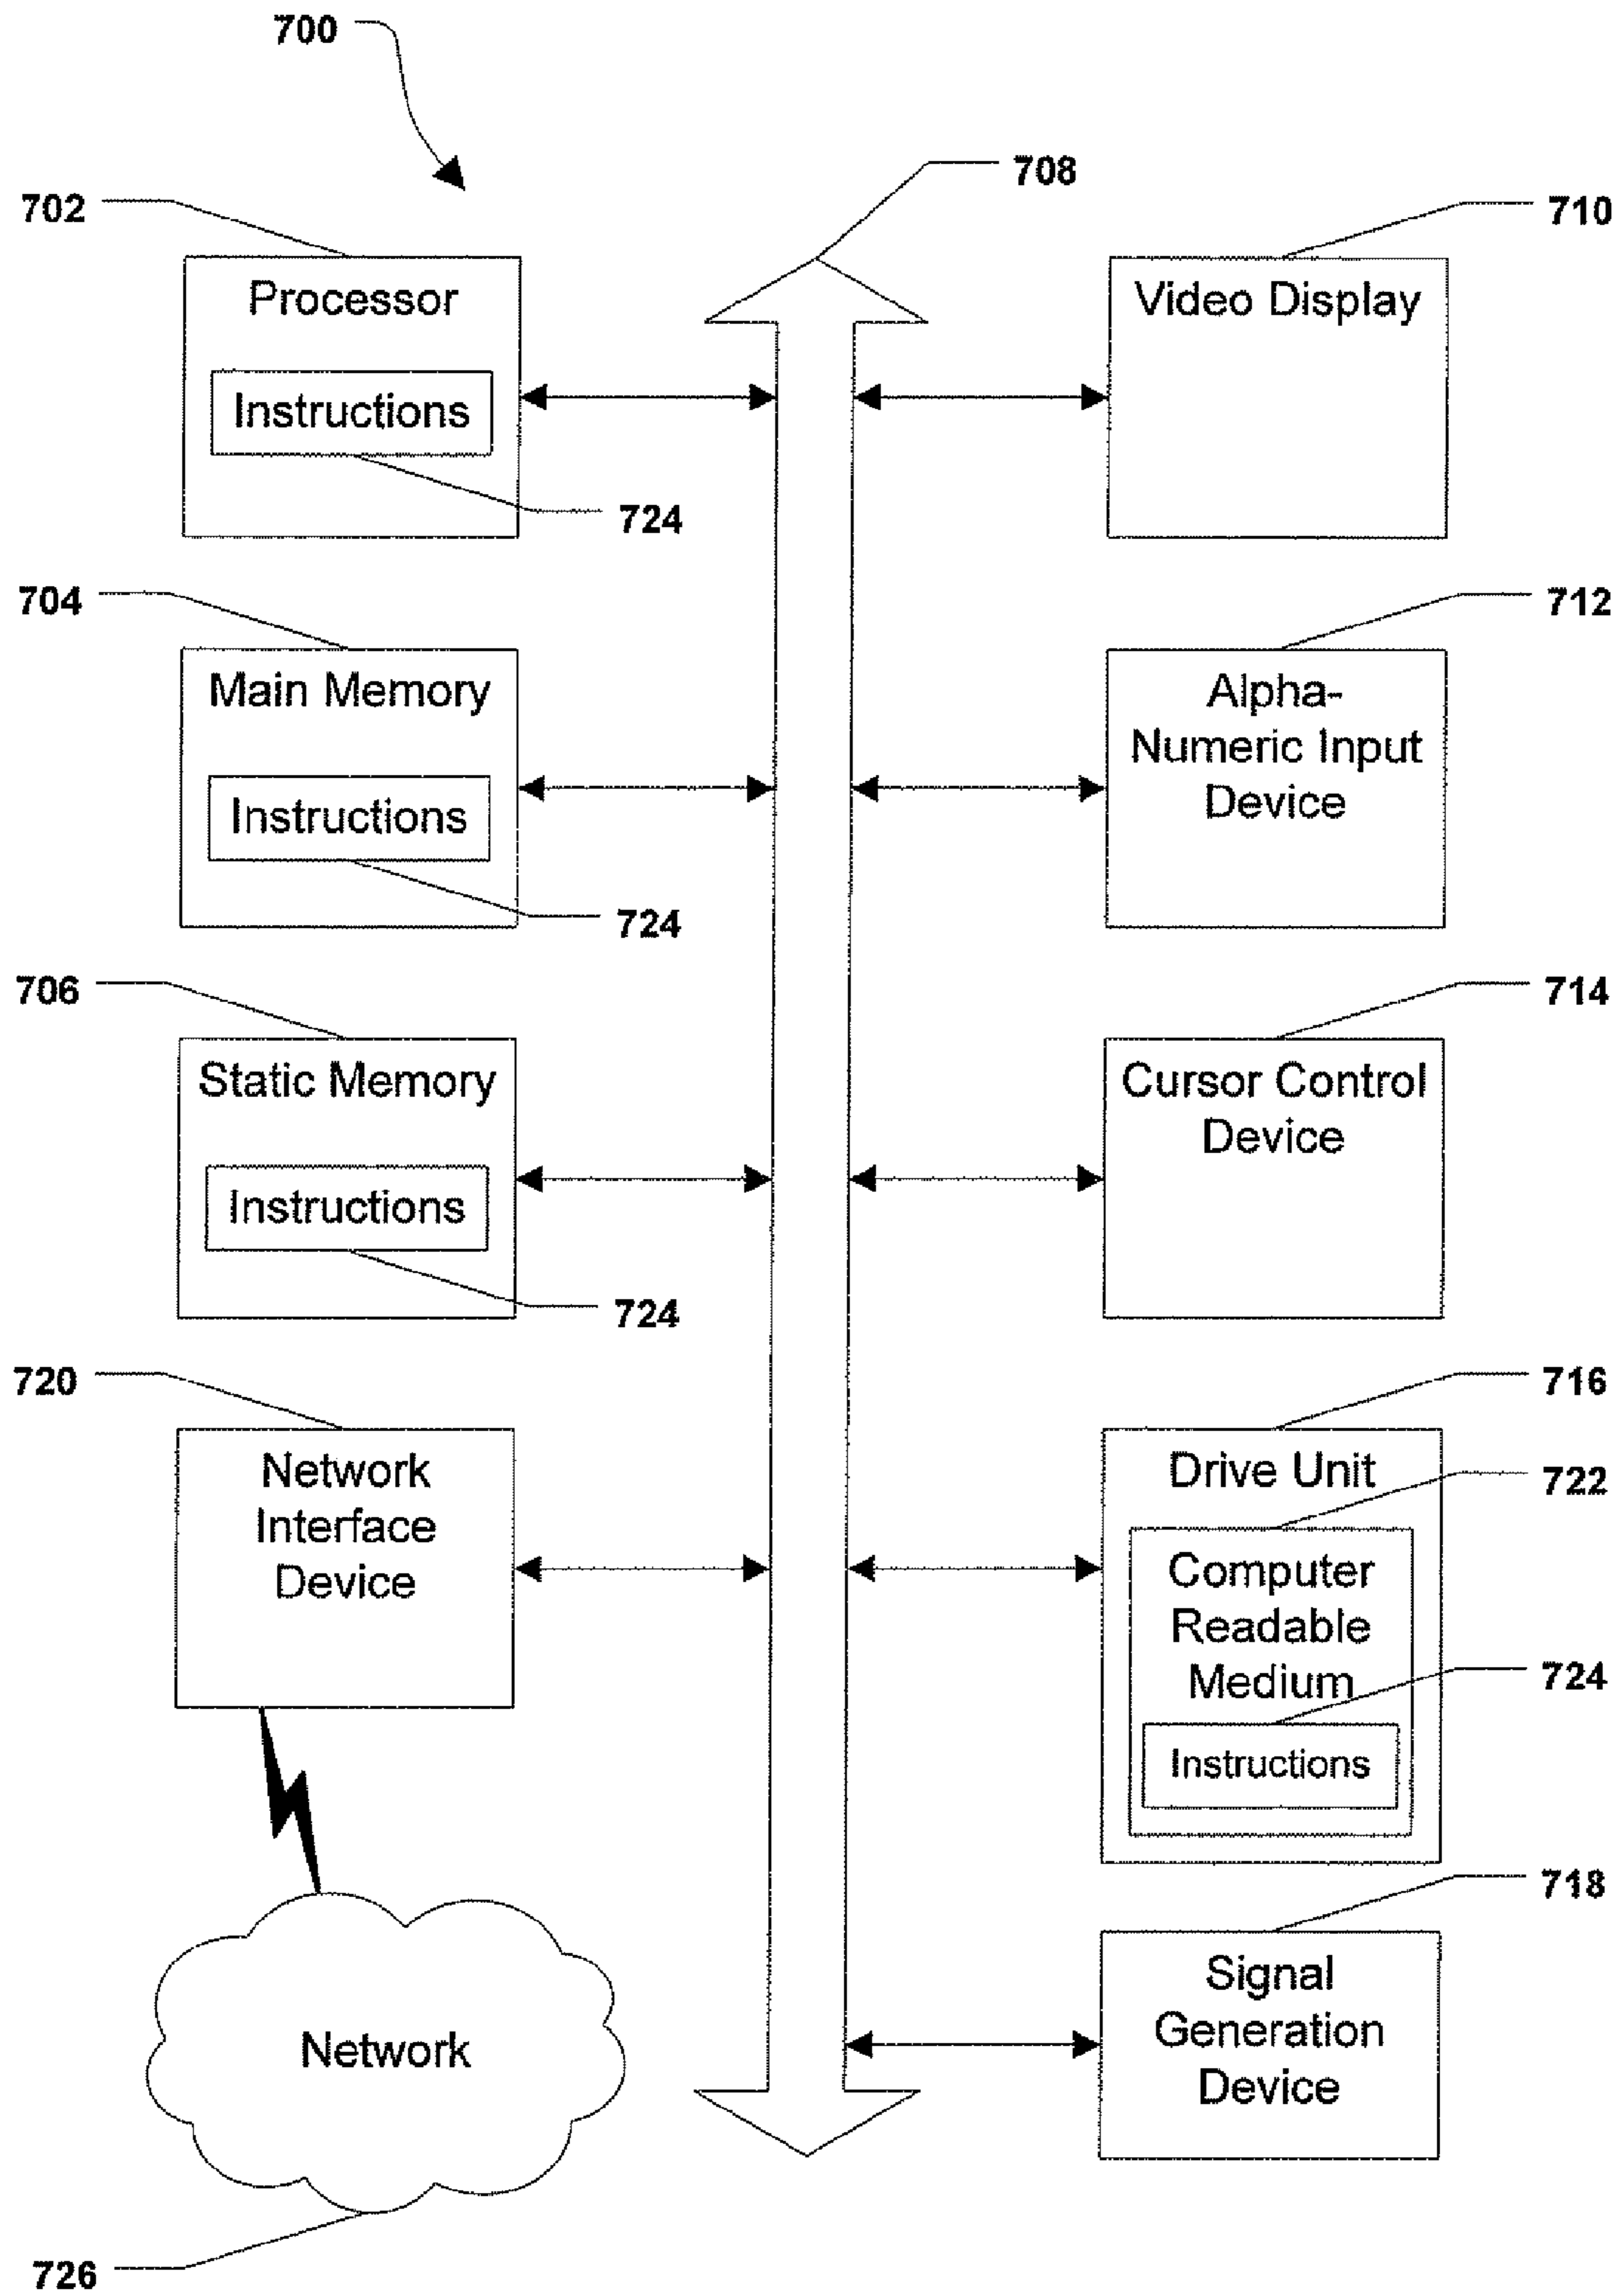 700
708
702
710
Processor
Video Display
Instructions
724
704
712
Main Memory
Alpha-
Numeric Input
Device
Instructions
724
706
714
Static Memory
Cursor Control
Device
Instructions
724
720
716
Network
Interface
Device
Drive Unit
722
Computer
Readable
Medium
724
Instructions
718
Network
Signal
Generation
Device
726